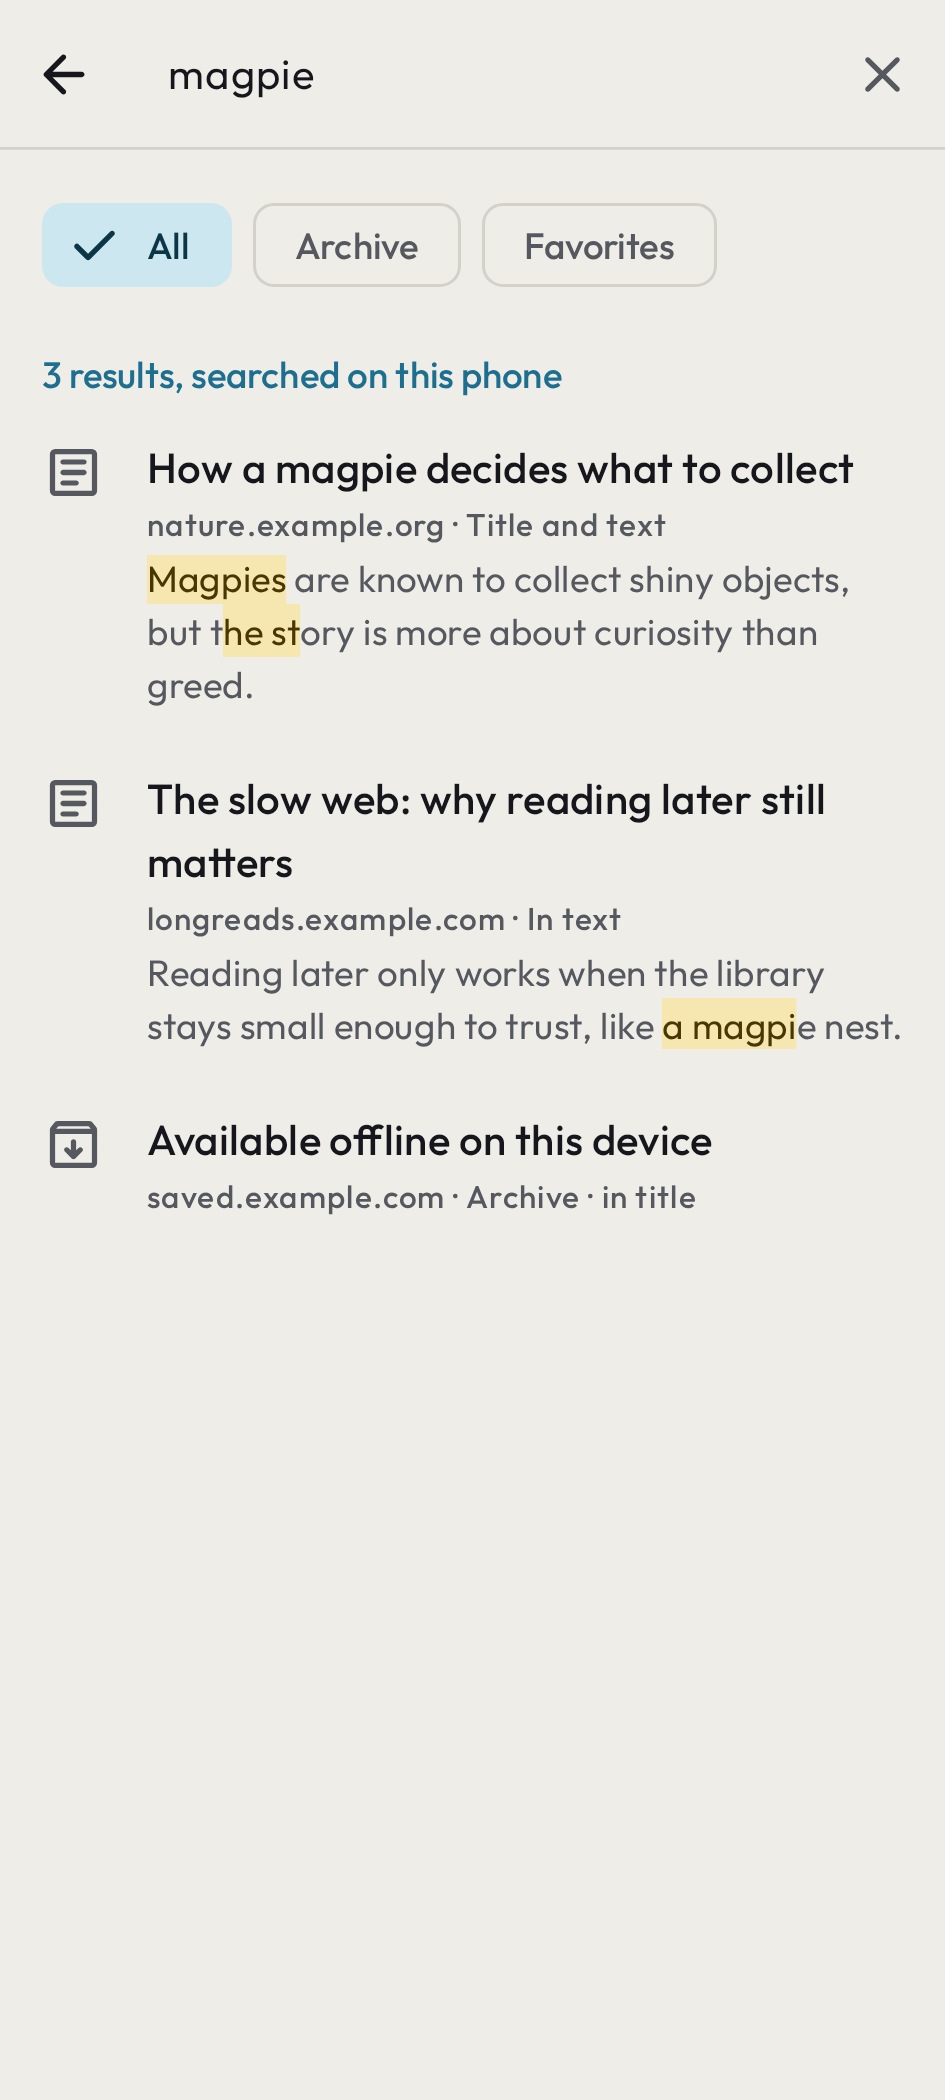 magpie
All
Archive
Favorites
3 results, searched on this phone
How a magpie decides what to collect
nature.example.org · Title and text
Magpies are known to collect shiny objects,
but the story is more about curiosity than
greed.
The slow web: why reading later still
matters
longreads.example.com · In text
Reading later only works when the library
stays small enough to trust, like a magpie nest.
Available offline on this device
saved.example.com · Archive · in title